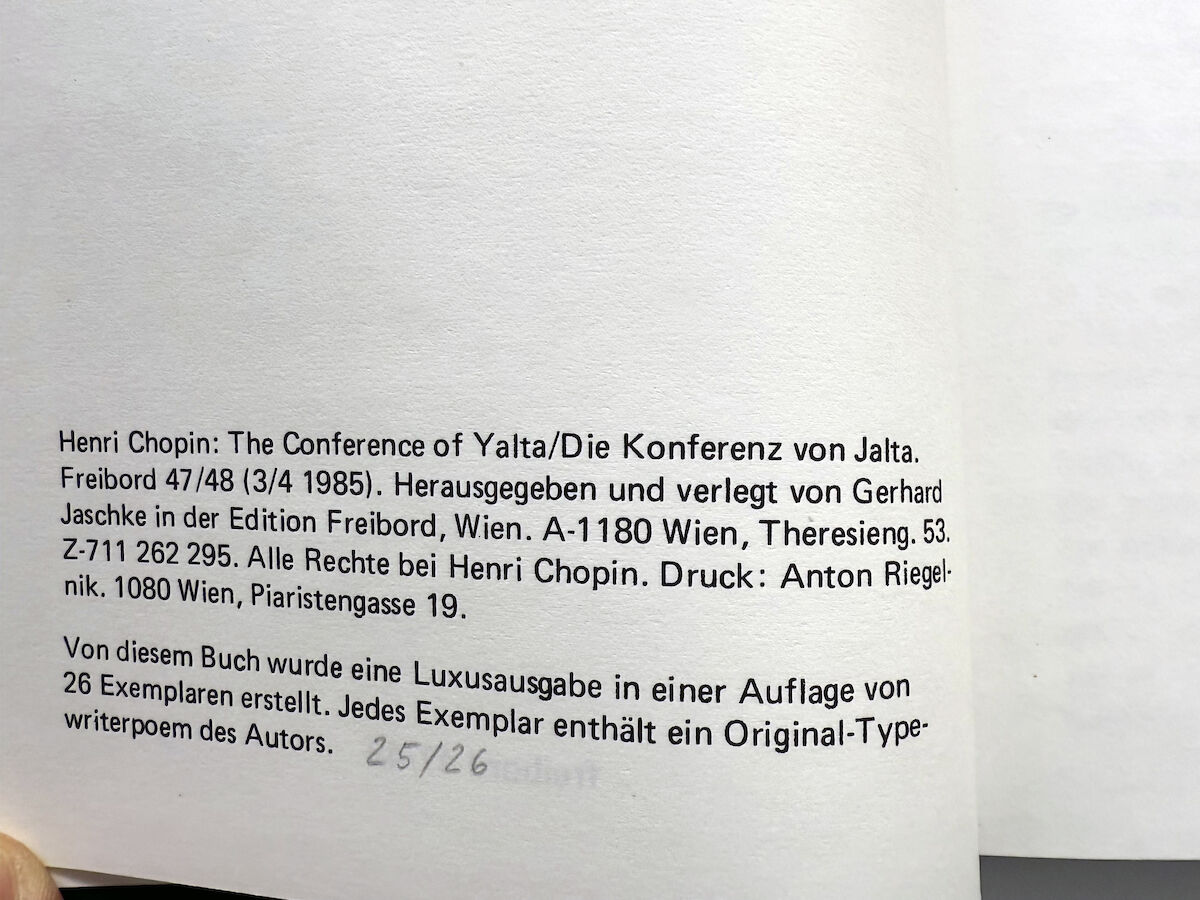 Henri Chopin: The Conference of Yalta/Die Konferenz von Jalta.
Freibord 47/48 (3/4 1985). Herausgegeben und verlegt von Gerhard
Jaschke in der Edition Freibord, Wien. A-1180 Wien, Theresieng. 53.
Z-711 262 295. Alle Rechte bei Henri Chopin. Druck: Anton Riegel-
nik. 1080 Wien, Piaristengasse 19.
Von diesem Buch wurde eine Luxusausgabe in einer Auflage von
26 Exemplaren erstellt. Jedes Exemplar enthält ein Original-Type-
writerpoem des Autors. 25/26